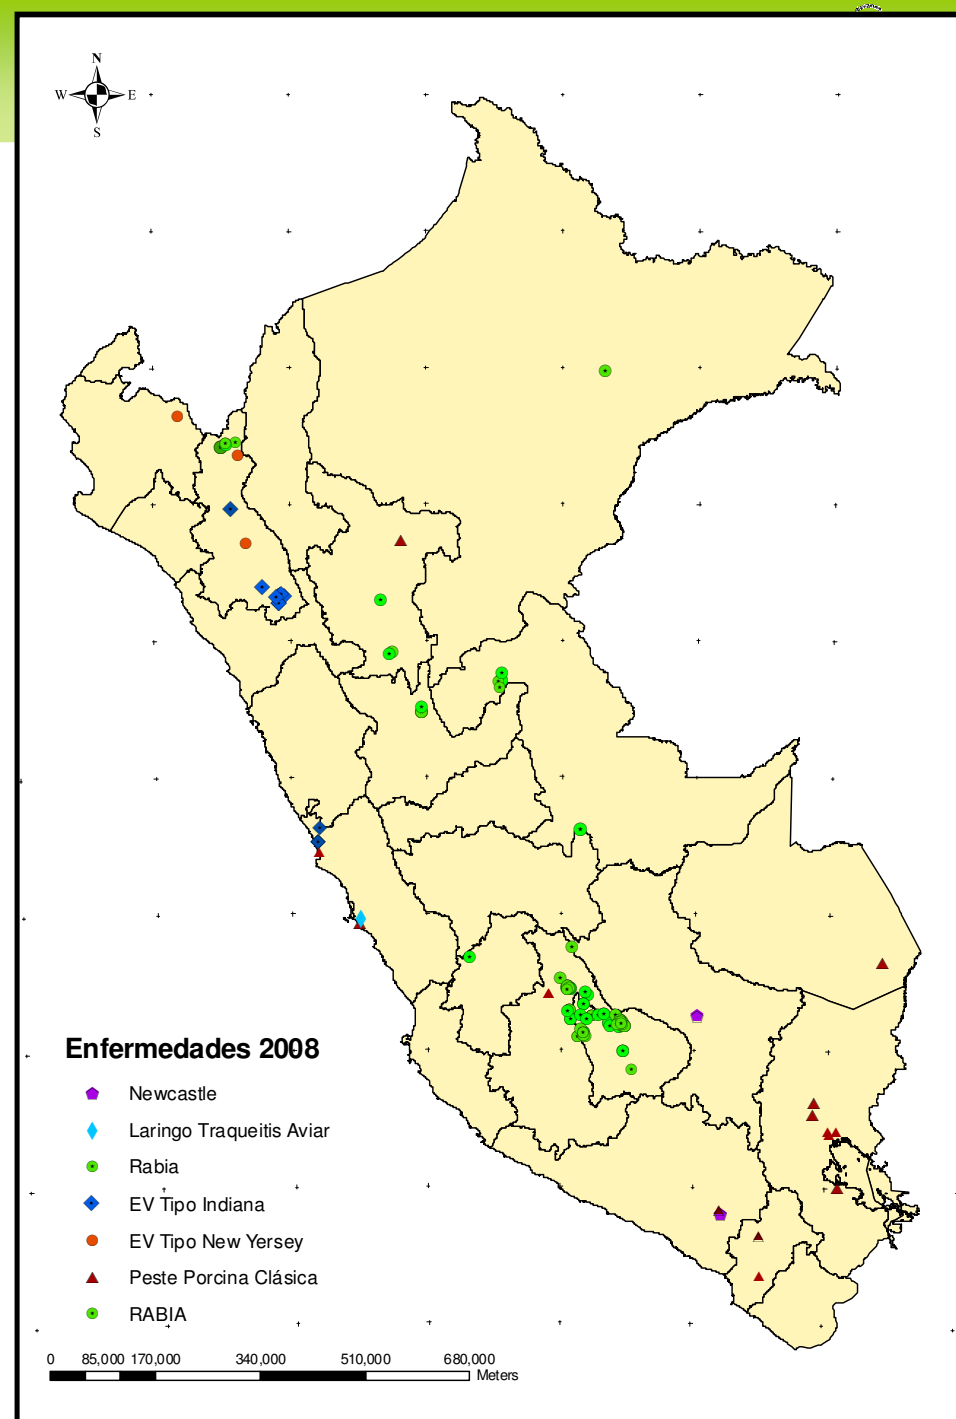 N
W E
S
Enfermedades 2008
Newcastle
Laringo Traqueitis Aviar
Rabia
EV Tipo Indiana
EV Tipo New Yersey
Peste Porcina Clásica
RABIA
0 85,000 170,000 340,000 510,000 680,000
Meters